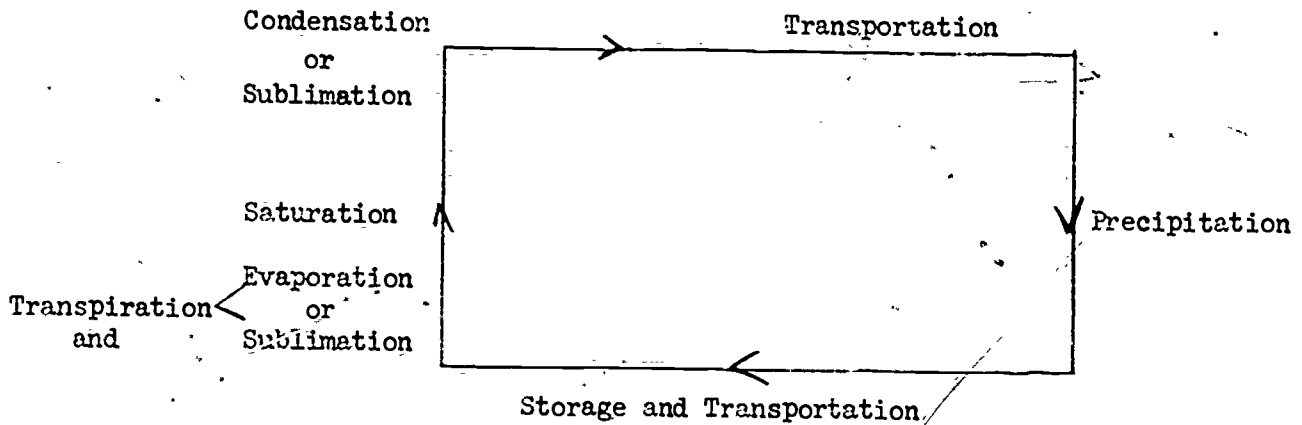 Condensation
or
Sublimation
Transportation
Saturation
Precipitation
Evaporation
or
Sublimation
Transpiration
and
Storage and Transportation